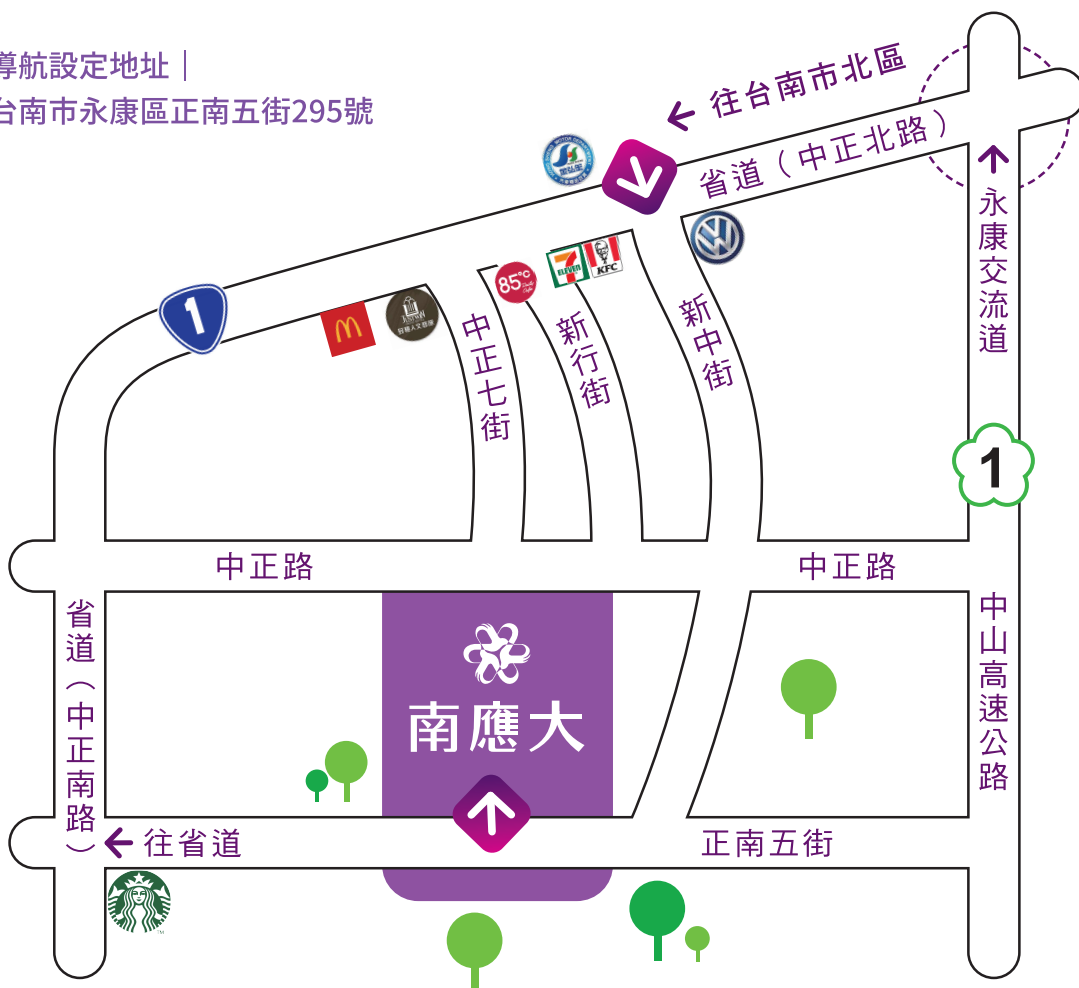 導航設定地址｜
台南市永康區正南五街295號
← 往台南市北區
省道（中正北路）
永康交流道
85°C
7
ELEVEN
KFC
1
中正七街
新行街
新中街
1
中正路
中正路
省道（中正南路）
南應大
中山高速公路
← 往省道
正南五街